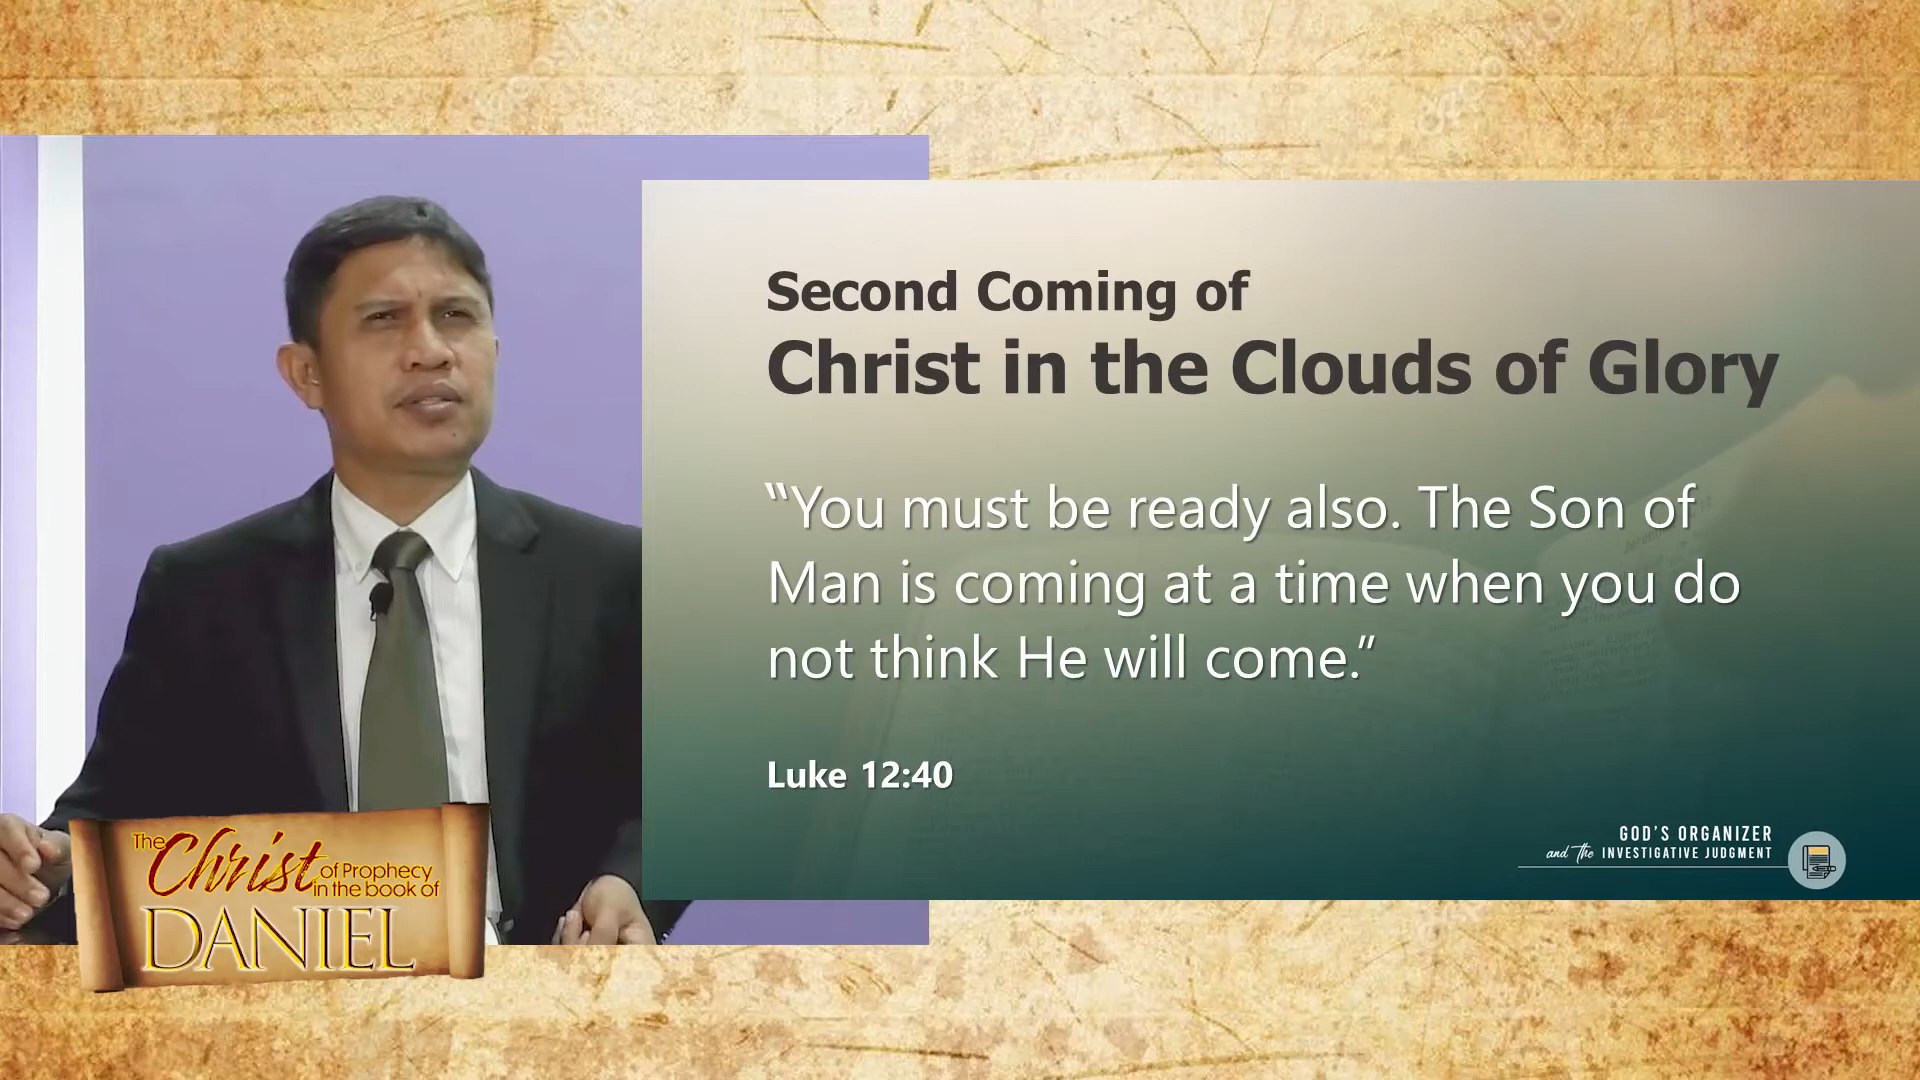 Second Coming of
Christ in the Clouds of Glory
“You must be ready also. The Son of
Man is coming at a time when you do
not think He will come.”
Luke 12:40
GOD'S ORGANIZER
and the INVESTIGATIVE JUDGMENT
The Christ of Prophecy
in the book of
DANIEL